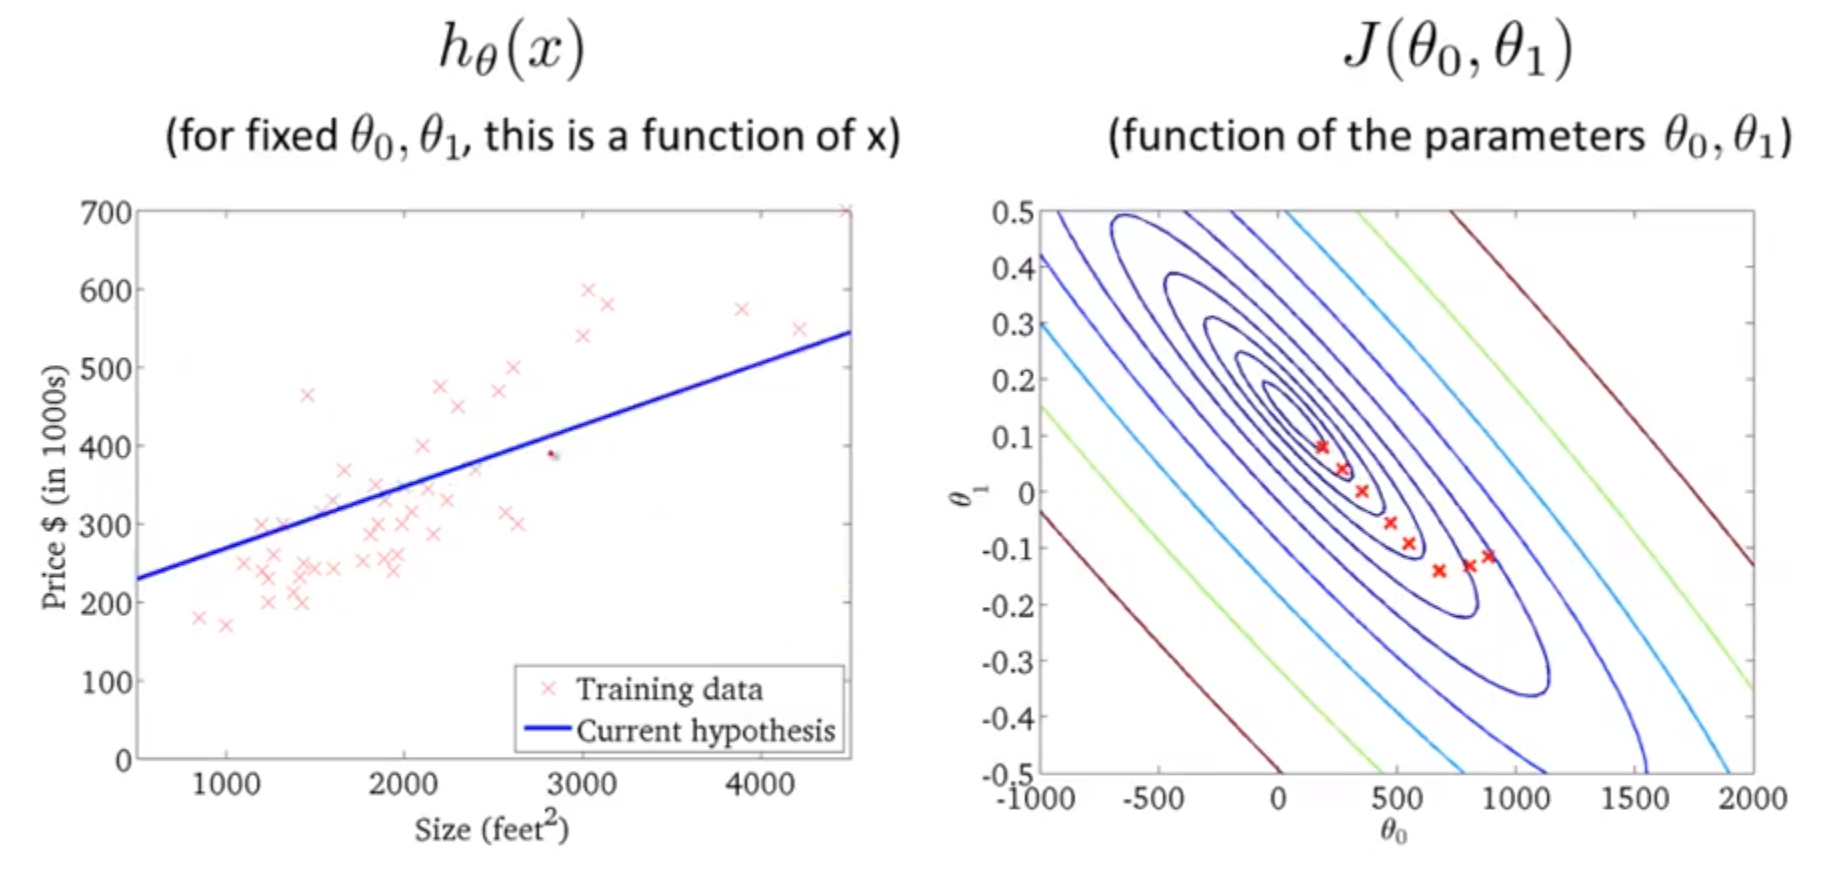 hθ(x)
(for fixed θ0, θ1, this is a function of x)
700
600
500
400
300
200
100
0
Price $ (in 1000s)
1000 2000 3000 4000
Size (feet2)
Training data
Current hypothesis
J(θ0, θ1)
(function of the parameters θ0, θ1)
0.5
0.4
0.3
0.2
0.1
0
-0.1
-0.2
-0.3
-0.4
-0.5
θ1
-1000 -500 0 500 1000 1500 2000
θ0